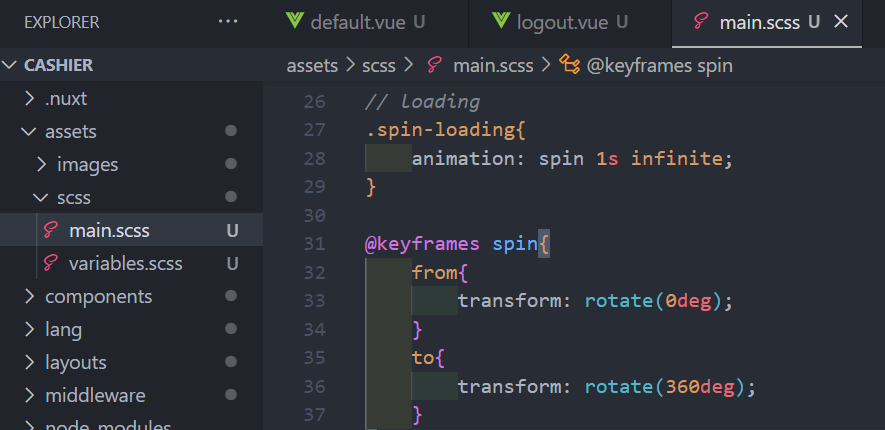 EXPLORER ···
CASHIER
.nuxt
assets
images
scss
main.scss U
variables.scss U
components
lang
layouts
middleware
node_modules
default.vue U logout.vue U main.scss U
assets > scss > main.scss > @keyframes spin
26 // loading
27 .spin-loading{
28 animation: spin 1s infinite;
29 }
30
31 @keyframes spin{
32 from{
33 transform: rotate(0deg);
34 }
35 to{
36 transform: rotate(360deg);
37 }